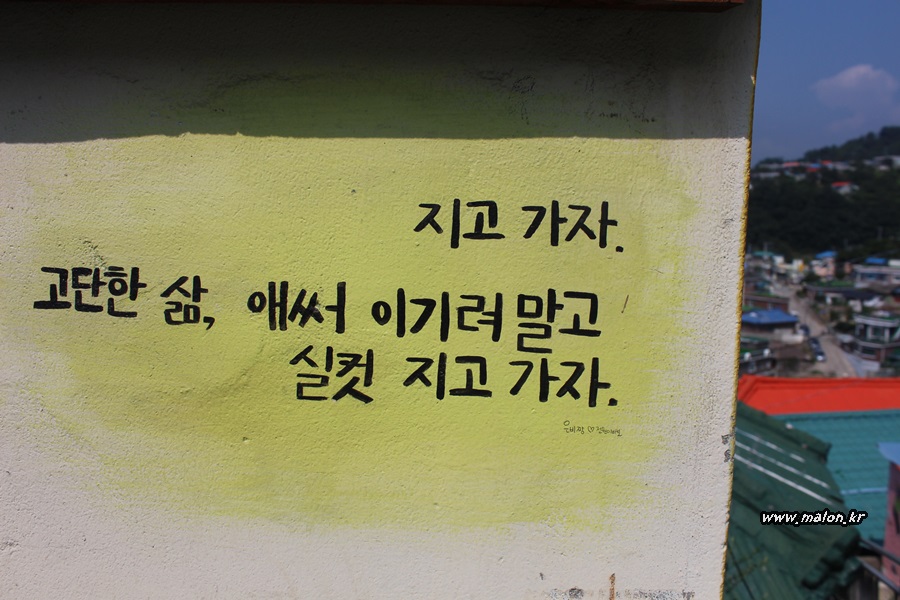 지고 가자.
고단한 삶, 애써 이기려 말고
실컷 지고 가자.
www.malon.kr